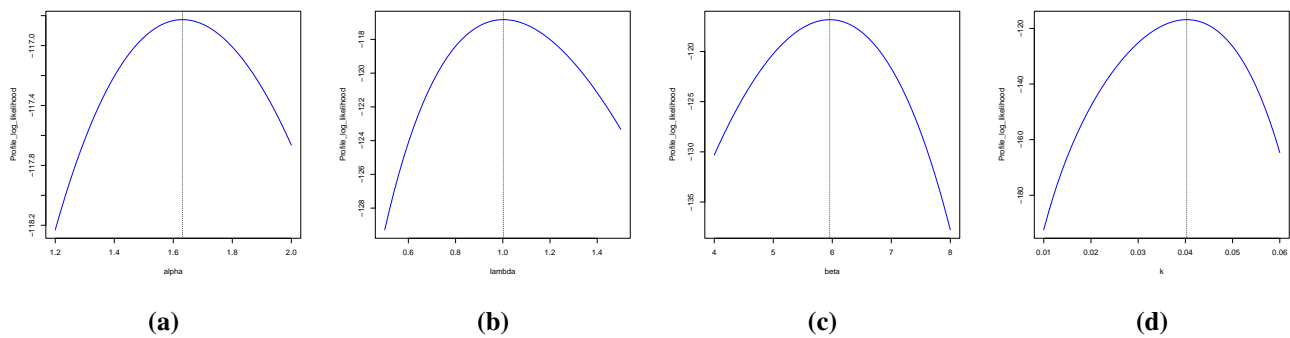 Profile_log_likelihood
−118.2 −117.8 −117.4 −117.0
1.2 1.4 1.6 1.8 2.0
alpha
(a)
Profile_log_likelihood
−128 −126 −124 −122 −120 −118
0.6 0.8 1.0 1.2 1.4
lambda
(b)
Profile_log_likelihood
−135 −130 −125 −120
4 5 6 7 8
beta
(c)
Profile_log_likelihood
−180 −160 −140 −120
0.01 0.02 0.03 0.04 0.05 0.06
k
(d)